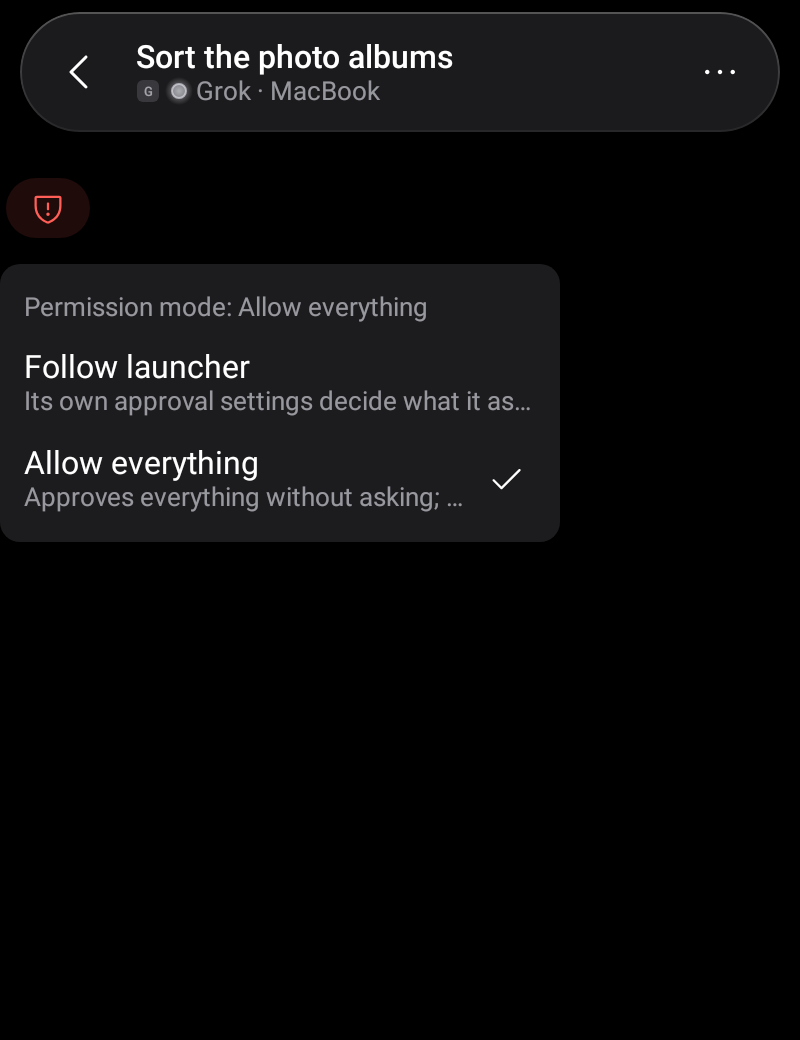 Sort the photo albums
G Grok · MacBook
Permission mode: Allow everything
Follow launcher
Its own approval settings decide what it as…
Allow everything
Approves everything without asking; …